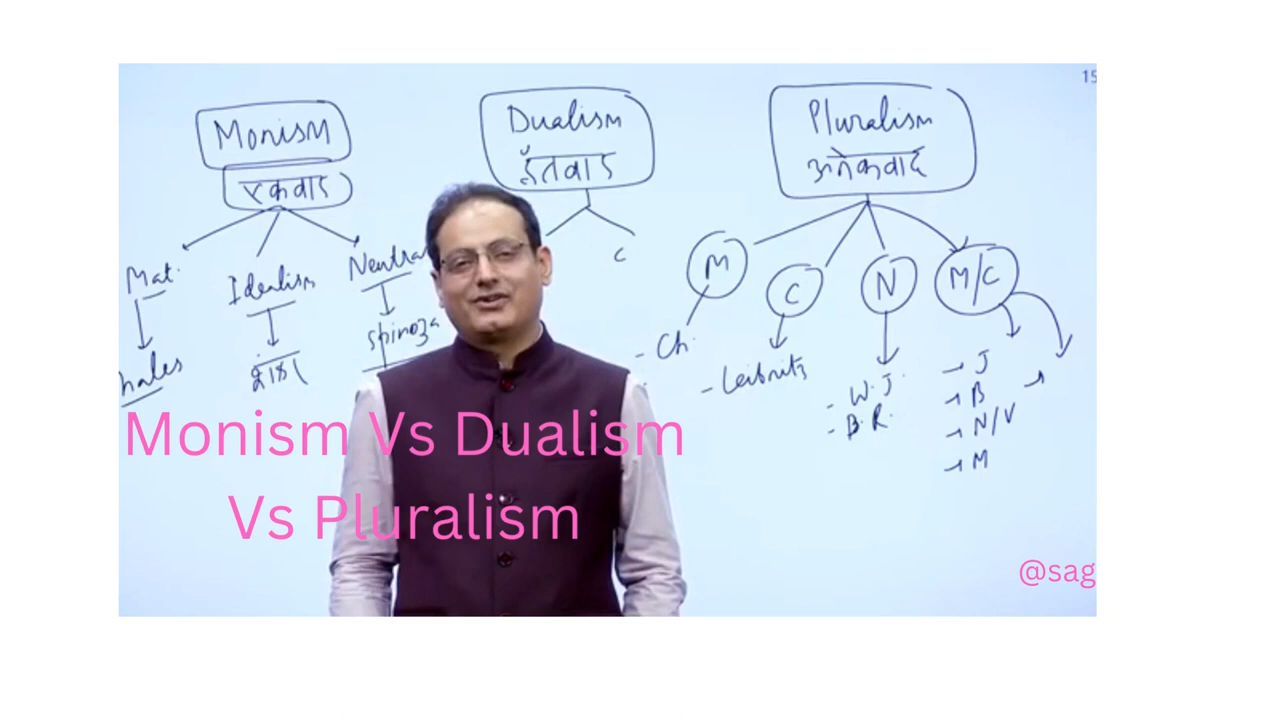 15
Monism
एकवाद
Dualism
द्वैतवाद
Pluralism
अनेकवाद
Mat.
Idealism
Neutra
C
M
C
N
M/C
hales
spinoza
- Ch
- Leibnitz
- W.J.
- B.R.
→ J
→ B
→ N/V
→ M
Monism Vs Dualism
Vs Pluralism
@sag